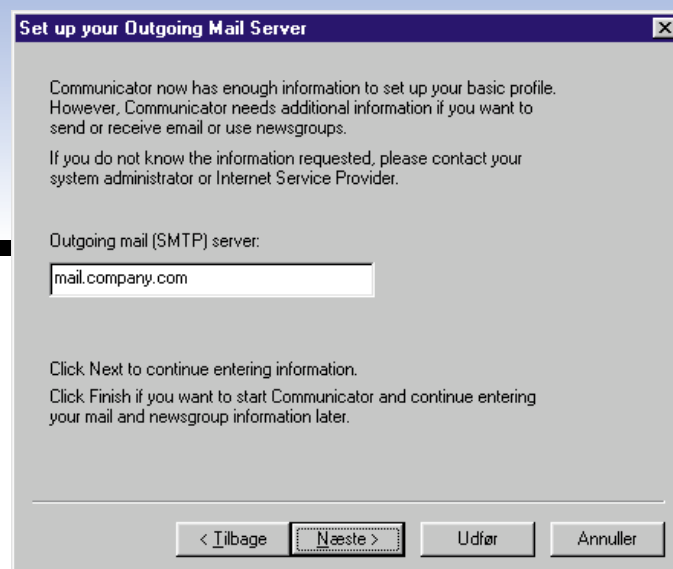 Set up your Outgoing Mail Server
Communicator now has enough information to set up your basic profile.
However, Communicator needs additional information if you want to
send or receive email or use newsgroups.
If you do not know the information requested, please contact your
system administrator or Internet Service Provider.
Outgoing mail (SMTP) server:
mail.company.com
Click Next to continue entering information.
Click Finish if you want to start Communicator and continue entering
your mail and newsgroup information later.
< Tilbage
Næste >
Udfør
Annuller